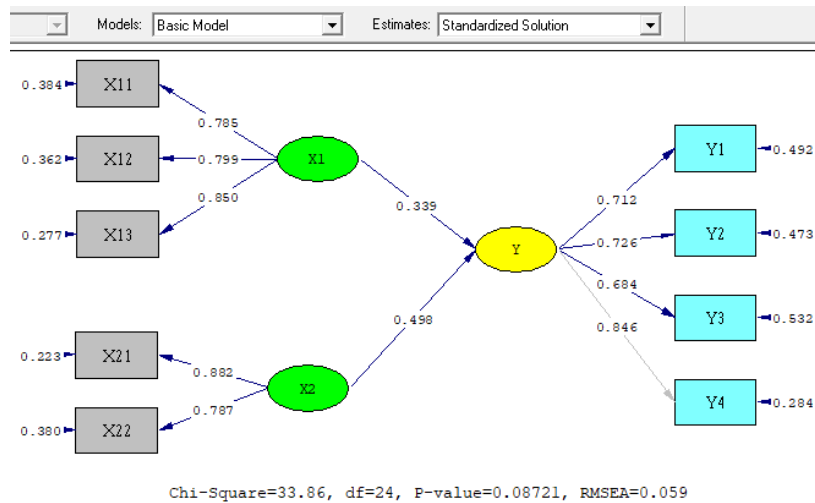 Models: Basic Model Estimates: Standardized Solution
0.384 X11
0.785
0.362 X12 0.799 X1
0.850
0.277 X13
0.339
Y
0.498
0.223 X21
0.882
X2
0.787
0.380 X22
Y1 0.492
0.712
0.726 Y2 0.473
0.684
Y3 0.532
0.846
Y4 0.284
Chi-Square=33.86, df=24, P-value=0.08721, RMSEA=0.059